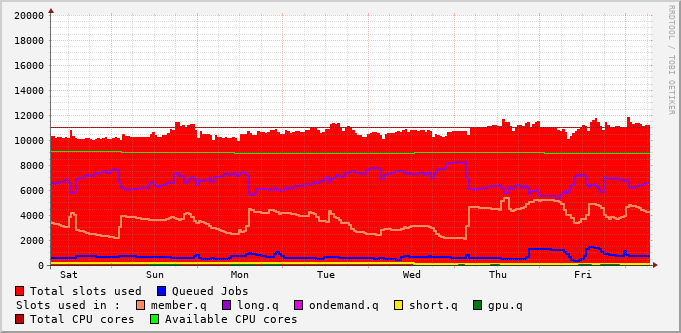 20000
18000
16000
14000
12000
10000
8000
6000
4000
2000
0
Sat Sun Mon Tue Wed Thu Fri
RRDTOOL / TOBI OETIKER
Total slots used Queued Jobs
Slots used in : member.q long.q ondemand.q short.q gpu.q
Total CPU cores Available CPU cores